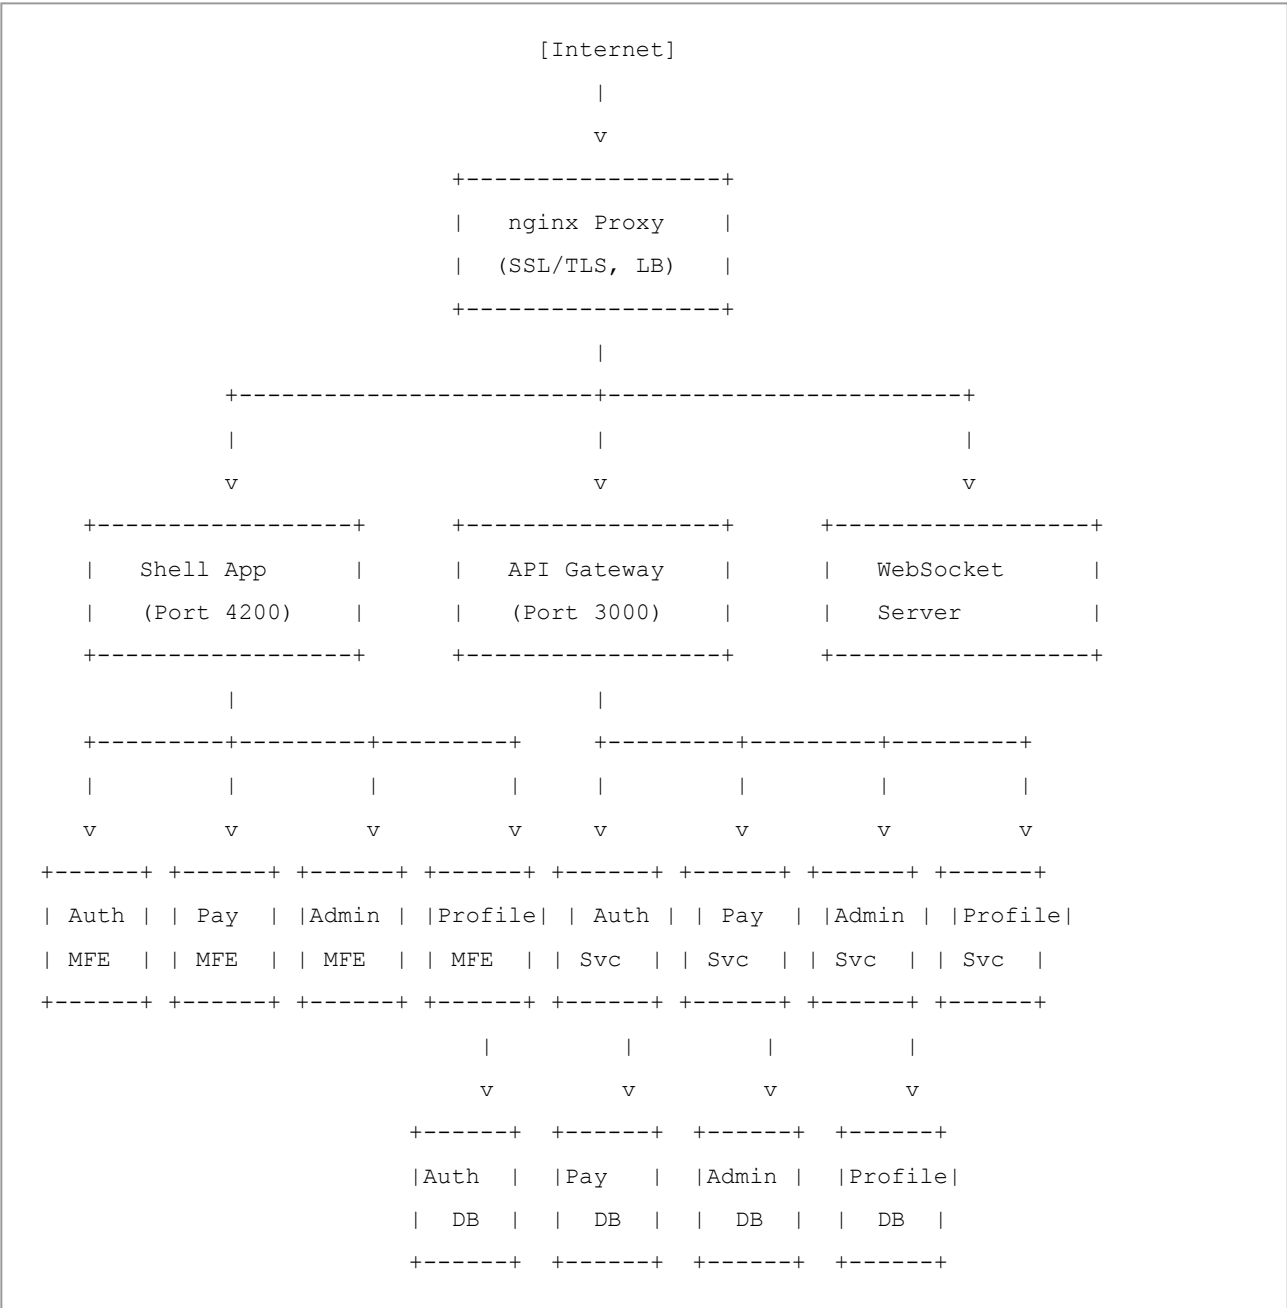 [Internet]
                                       |
                                       v
                             +------------------+
                             |   nginx Proxy    |
                             |  (SSL/TLS, LB)   |
                             +------------------+
                                       |
             +-------------------------+-------------------------+
             |                         |                         |
             v                         v                         v
   +------------------+      +------------------+      +------------------+
   |   Shell App      |      |   API Gateway    |      |   WebSocket      |
   |   (Port 4200)    |      |   (Port 3000)    |      |   Server         |
   +------------------+      +------------------+      +------------------+
             |                         |
   +---------+---------+---------+     +---------+---------+---------+
   |         |         |         |     |         |         |         |
   v         v         v         v     v         v         v         v
+------+ +------+ +------+ +------+ +------+ +------+ +------+ +------+
| Auth | | Pay  | |Admin | |Profile| | Auth | | Pay  | |Admin | |Profile|
| MFE  | | MFE  | | MFE  | | MFE  | | Svc  | | Svc  | | Svc  | | Svc  |
+------+ +------+ +------+ +------+ +------+ +------+ +------+ +------+
                               |         |         |         |
                               v         v         v         v
                          +------+  +------+  +------+  +------+
                          |Auth  |  |Pay   |  |Admin |  |Profile|
                          |  DB  |  |  DB  |  |  DB  |  |  DB  |
                          +------+  +------+  +------+  +------+